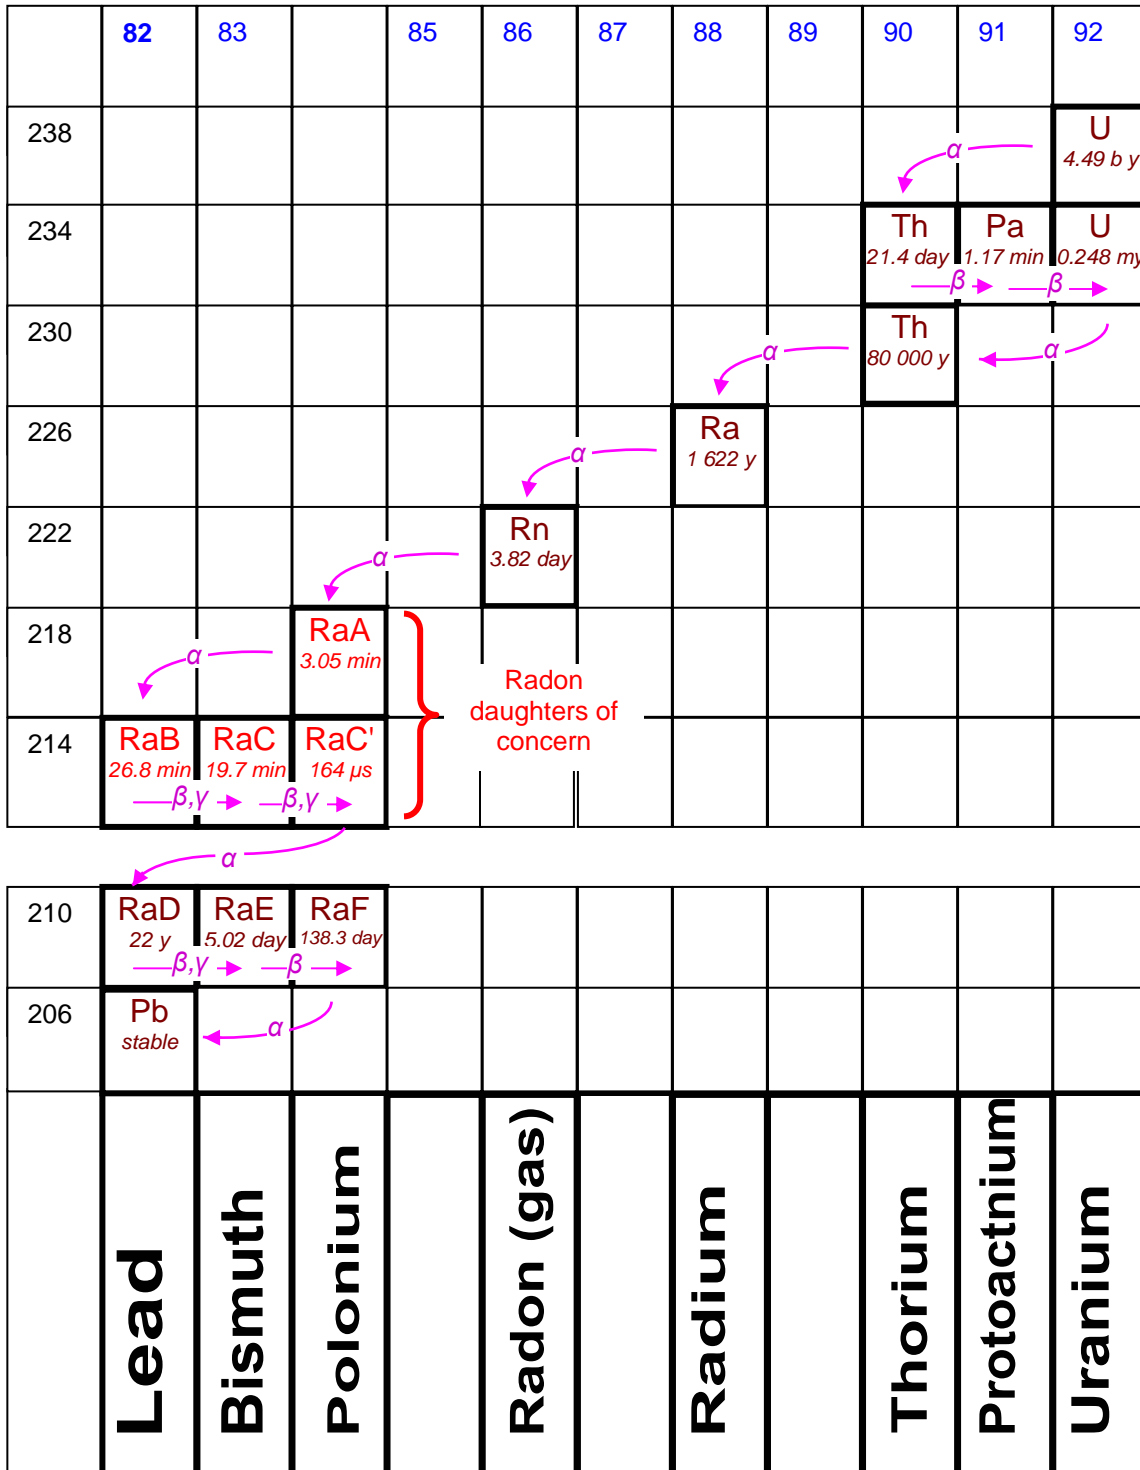 82 83 85 86 87 88 89 90 91 92
238 U
α 4.49 b y
234 Th Pa U
21.4 day 1.17 min 0.248 my
β β
230 Th
α 80 000 y α
226 Ra
α 1 622 y
222 Rn
α 3.82 day
218 RaA
α 3.05 min
Radon
daughters of
concern
214 RaB RaC RaC'
26.8 min 19.7 min 164 µs
β,γ β,γ
α
210 RaD RaE RaF
22 y 5.02 day 138.3 day
β,γ β
206 Pb
stable α
Lead
Bismuth
Polonium
Radon (gas)
Radium
Thorium
Protoactnium
Uranium